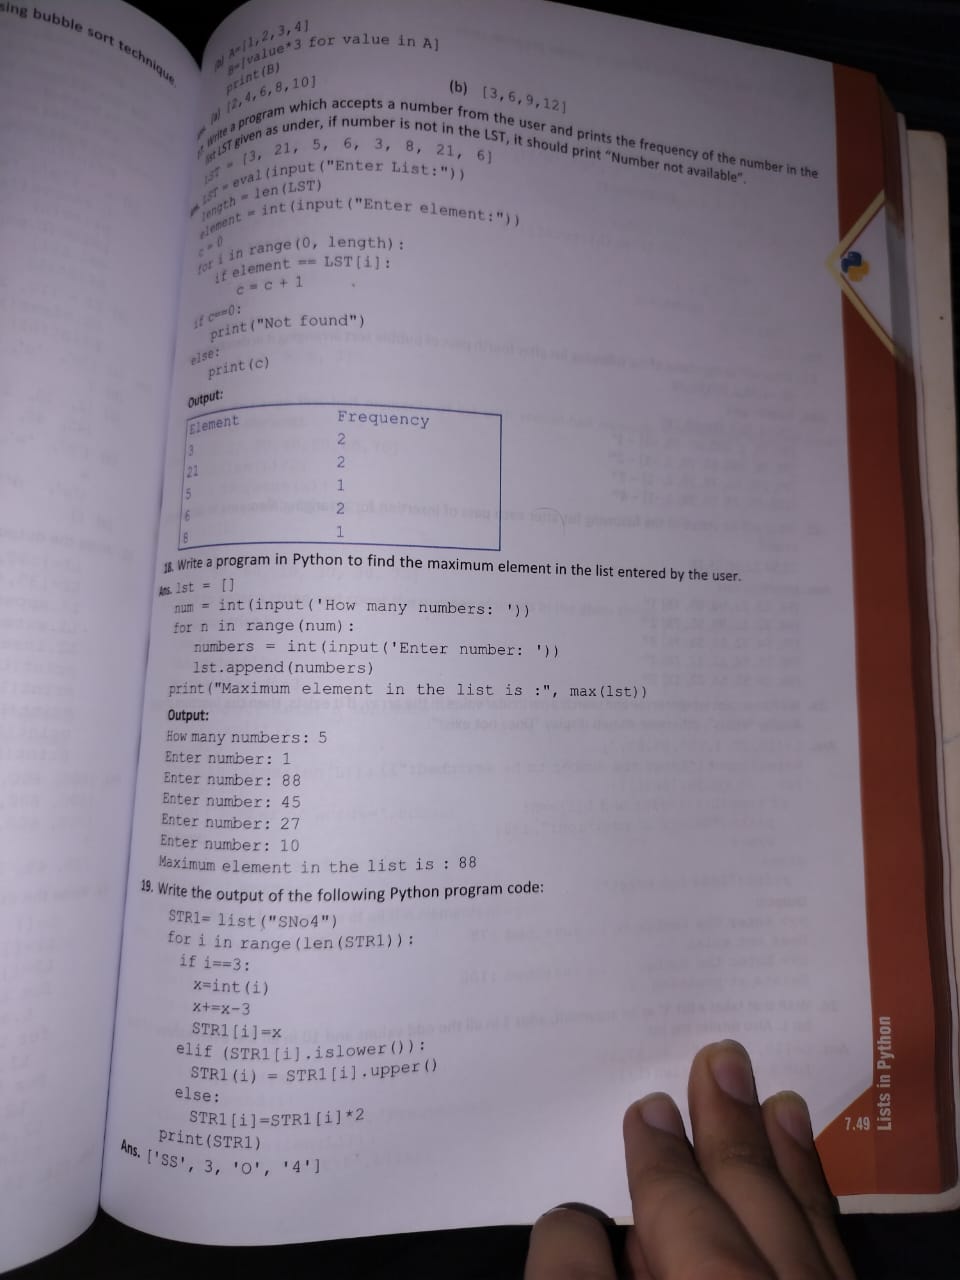 sing bubble sort technique.
(b) A=[1,2,3,4]
B=[value*3 for value in A]
print(B)
(a) [2,4,6,8,10] (b) [3,6,9,12]
Write a program which accepts a number from the user and prints the frequency of the number in the
list LST given as under, if number is not in the LST, it should print "Number not available".
LST = [3, 21, 5, 6, 3, 8, 21, 6]
LST = eval(input("Enter List:"))
length = len(LST)
element = int(input("Enter element:"))
c = 0
for i in range(0, length):
if element == LST[i]:
c = c + 1
if c==0:
print("Not found")
else:
print(c)
Output:
Element Frequency
3 2
21 2
5 1
6 2
8 1
18. Write a program in Python to find the maximum element in the list entered by the user.
Ans. lst = []
num = int(input('How many numbers: '))
for n in range(num):
numbers = int(input('Enter number: '))
lst.append(numbers)
print("Maximum element in the list is :", max(lst))
Output:
How many numbers: 5
Enter number: 1
Enter number: 88
Enter number: 45
Enter number: 27
Enter number: 10
Maximum element in the list is : 88
19. Write the output of the following Python program code:
STR1= list("SNo4")
for i in range(len(STR1)):
if i==3:
x=int(i)
x+=x-3
STR1[i]=x
elif (STR1[i].islower()):
STR1(i) = STR1[i].upper()
else:
STR1[i]=STR1[i]*2
print(STR1)
Ans. ['SS', 3, 'O', '4']
Lists in Python
7.49